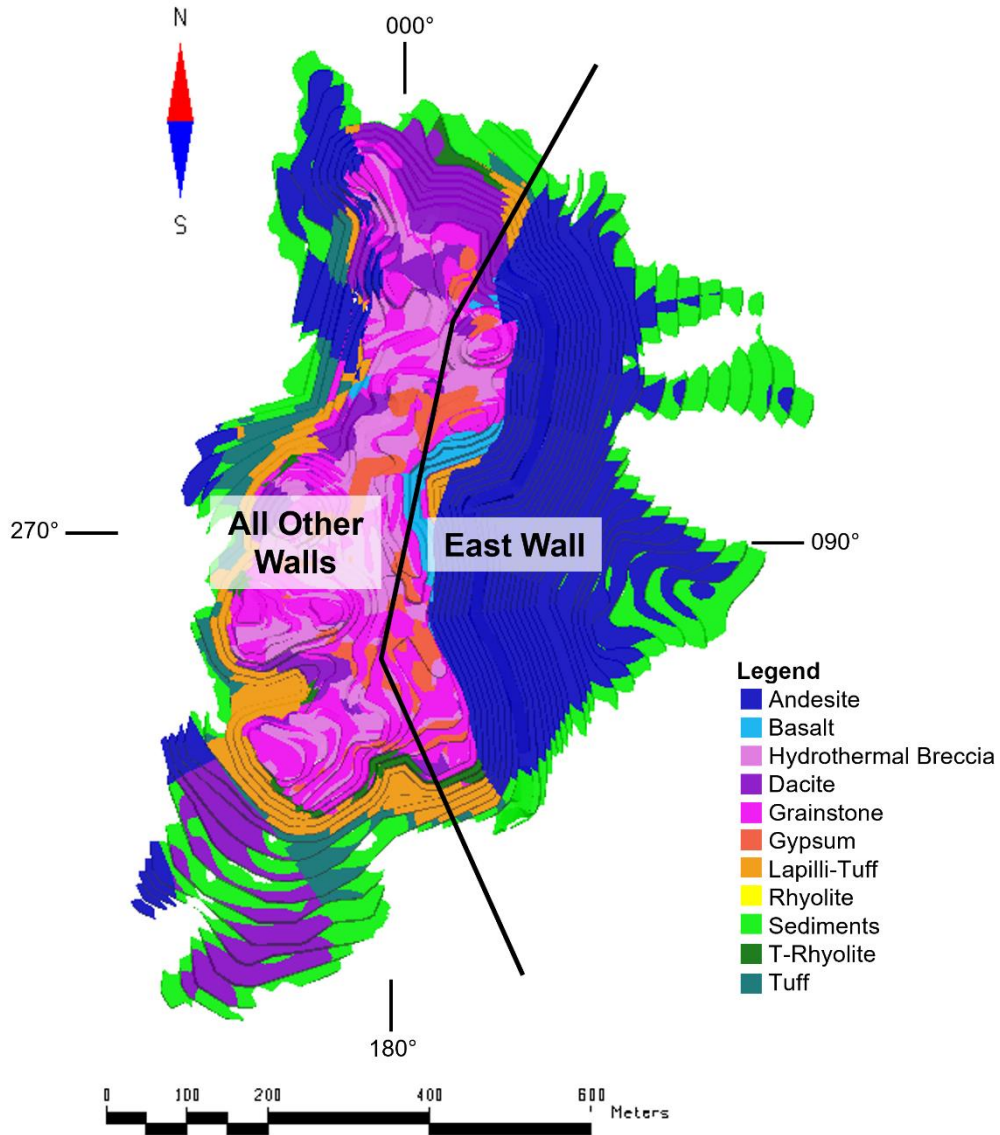 N
000°
S
270°
All Other
Walls
East Wall
090°
Legend
Andesite
Basalt
Hydrothermal Breccia
Dacite
Grainstone
Gypsum
Lapilli-Tuff
Rhyolite
Sediments
T-Rhyolite
Tuff
180°
0 100 200 400 600
Meters